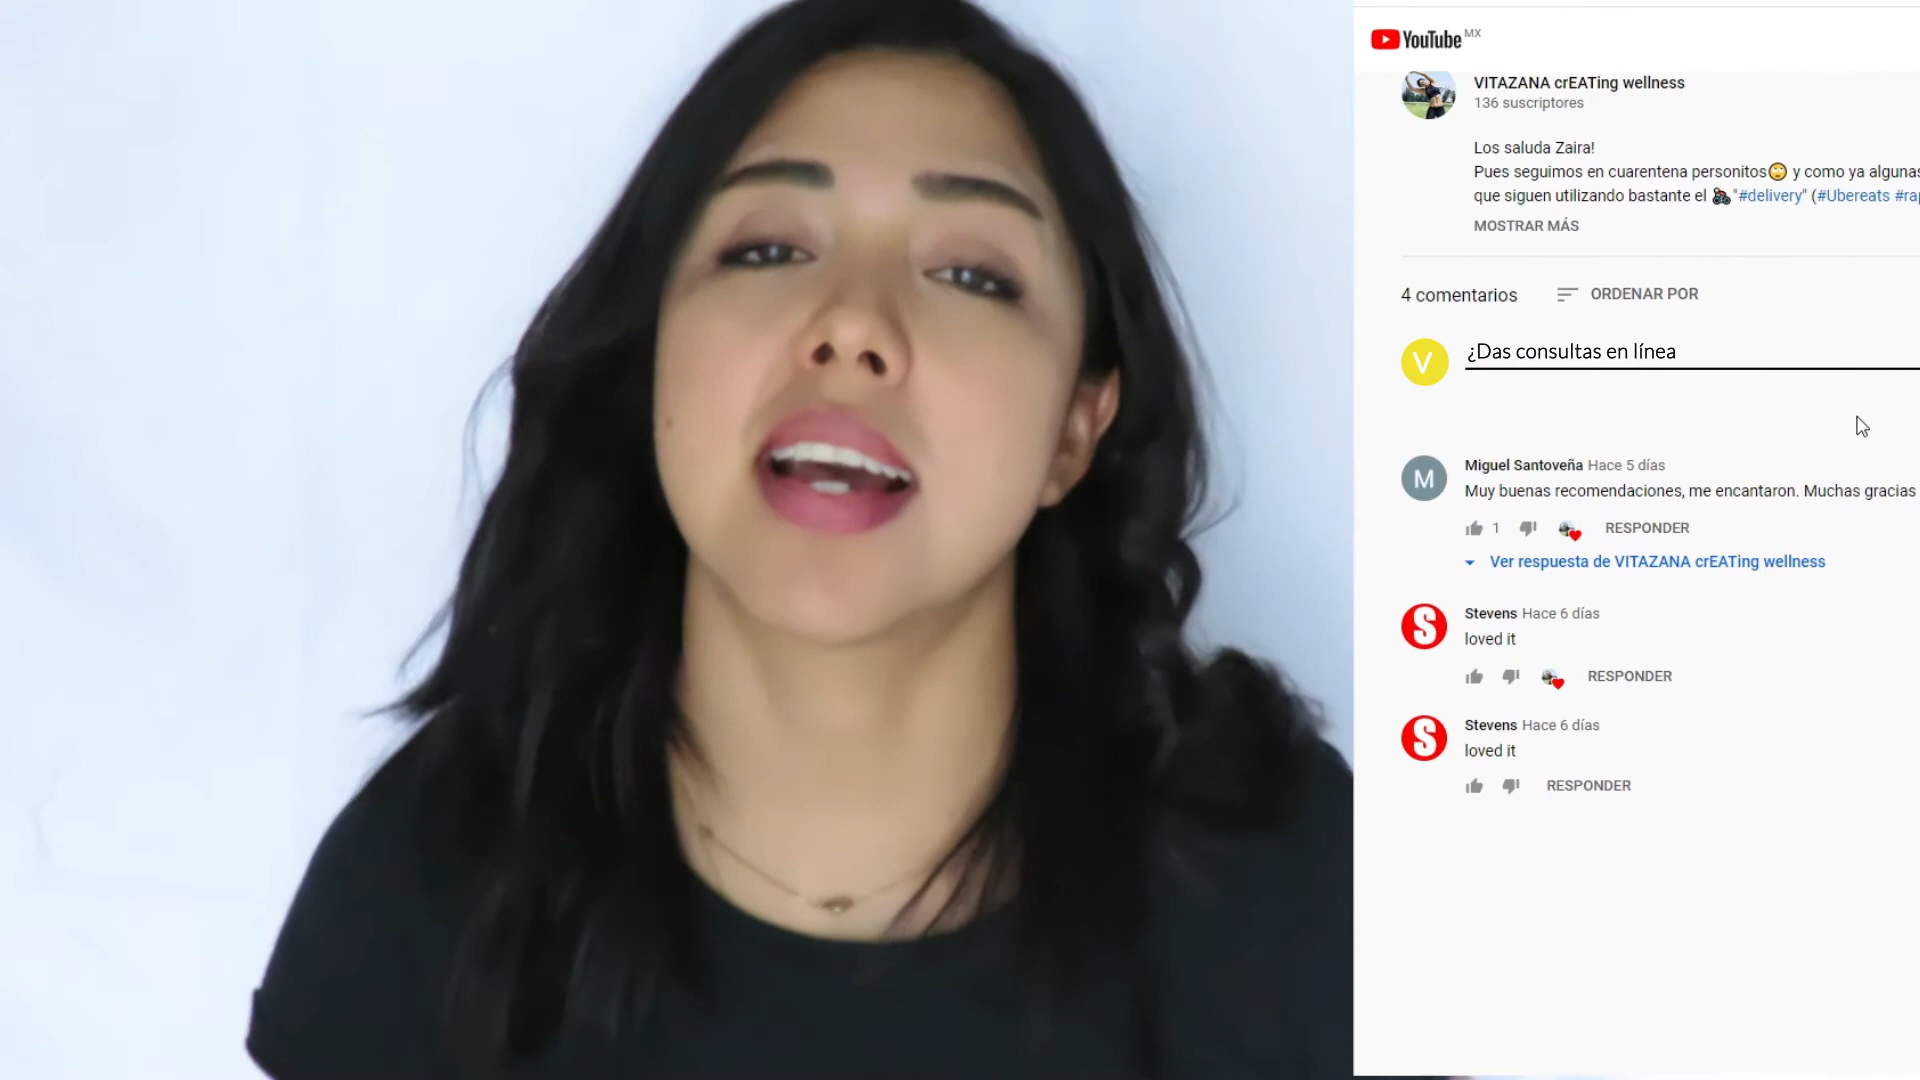 YouTube MX
VITAZANA crEATing wellness
136 suscriptores
Los saluda Zaira!
Pues seguimos en cuarentena personitos🙄 y como ya algunas
que siguen utilizando bastante el 🚴"#delivery" (#Ubereats
MOSTRAR MÁS
4 comentarios
ORDENAR POR
V
¿Das consultas en línea
M
Miguel Santoveña Hace 5 días
Muy buenas recomendaciones, me encantaron. Muchas gracias
1
RESPONDER
Ver respuesta de VITAZANA crEATing wellness
S
Stevens Hace 6 días
loved it
RESPONDER
S
Stevens Hace 6 días
loved it
RESPONDER